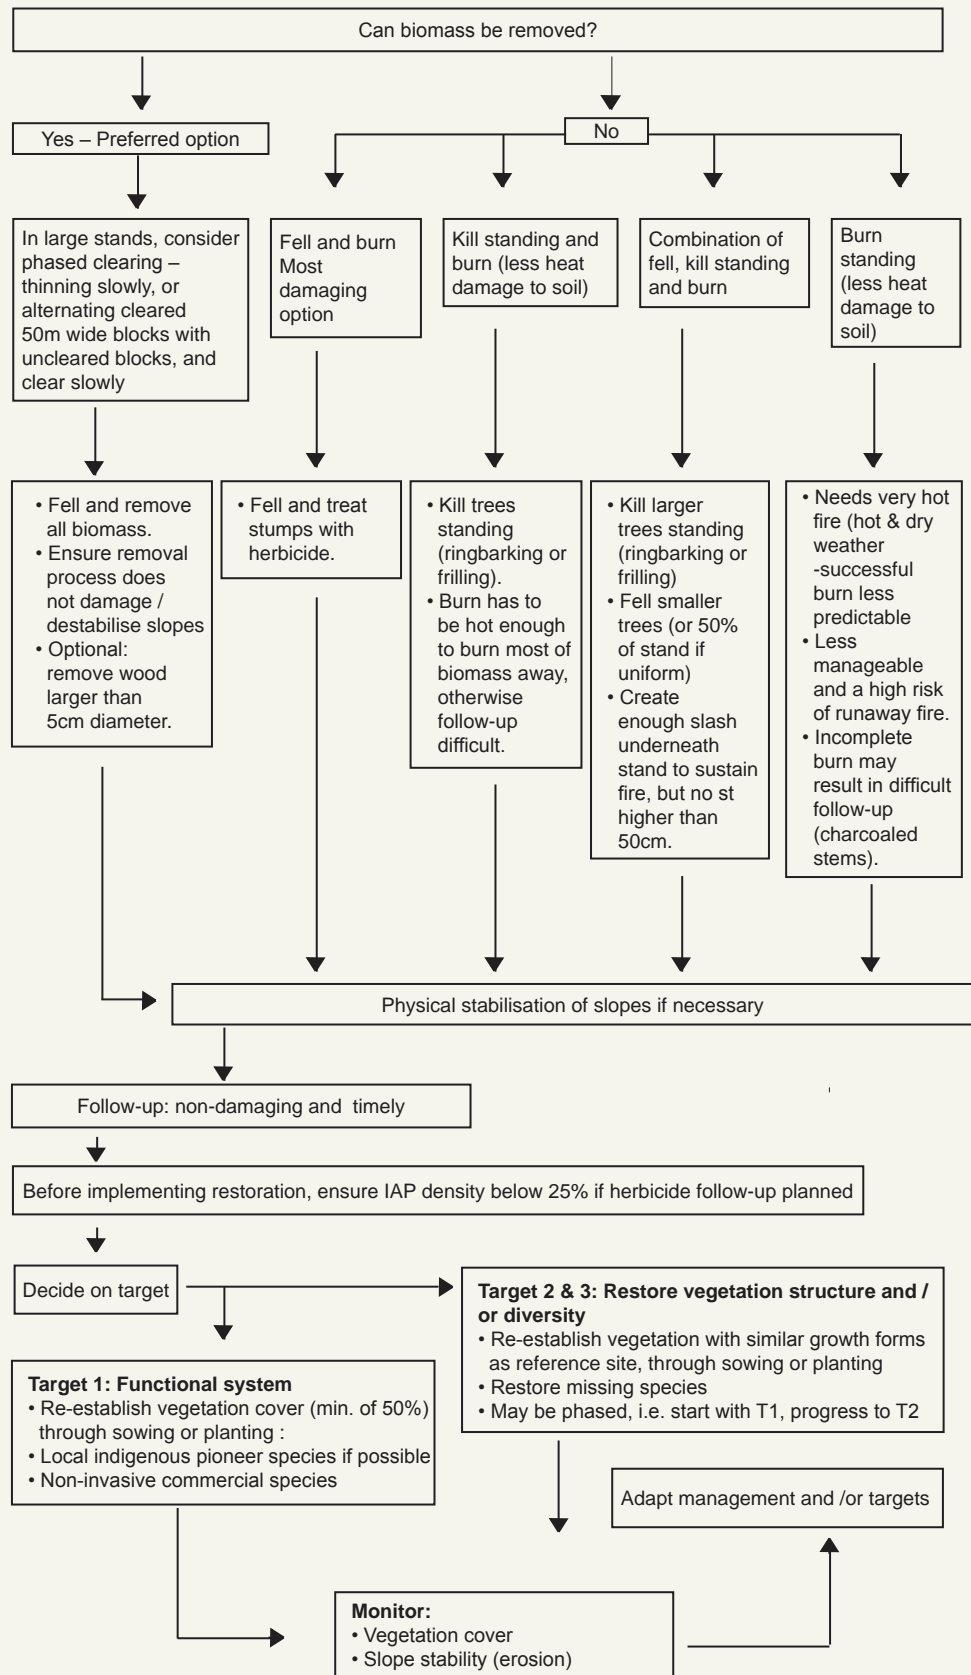 Can biomass be removed?
Yes – Preferred option
No
In large stands, consider
phased clearing –
thinning slowly, or
alternating cleared
50m wide blocks with
uncleared blocks, and
clear slowly
Fell and burn
Most
damaging
option
Kill standing and
burn (less heat
damage to soil)
Combination of
fell, kill standing
and burn
Burn
standing
(less heat
damage to
soil)
• Fell and remove
all biomass.
• Ensure removal
process does
not damage /
destabilise slopes
• Optional:
remove wood
larger than
5cm diameter.
• Fell and treat
stumps with
herbicide.
• Kill trees
standing
(ringbarking or
frilling).
• Burn has to
be hot enough
to burn most of
biomass away,
otherwise
follow-up
difficult.
• Kill larger
trees standing
(ringbarking or
frilling)
• Fell smaller
trees (or 50%
of stand if
uniform)
• Create
enough slash
underneath
stand to sustain
fire, but no st
higher than
50cm.
• Needs very hot
fire (hot & dry
weather
-successful
burn less
predictable
• Less
manageable
and a high risk
of runaway fire.
• Incomplete
burn may
result in difficult
follow-up
(charcoaled
stems).
Physical stabilisation of slopes if necessary
Follow-up: non-damaging and timely
Before implementing restoration, ensure IAP density below 25% if herbicide follow-up planned
Decide on target
Target 2 & 3: Restore vegetation structure and /
or diversity
• Re-establish vegetation with similar growth forms
as reference site, through sowing or planting
• Restore missing species
• May be phased, i.e. start with T1, progress to T2
Target 1: Functional system
• Re-establish vegetation cover (min. of 50%)
through sowing or planting :
• Local indigenous pioneer species if possible
• Non-invasive commercial species
Adapt management and /or targets
Monitor:
• Vegetation cover
• Slope stability (erosion)